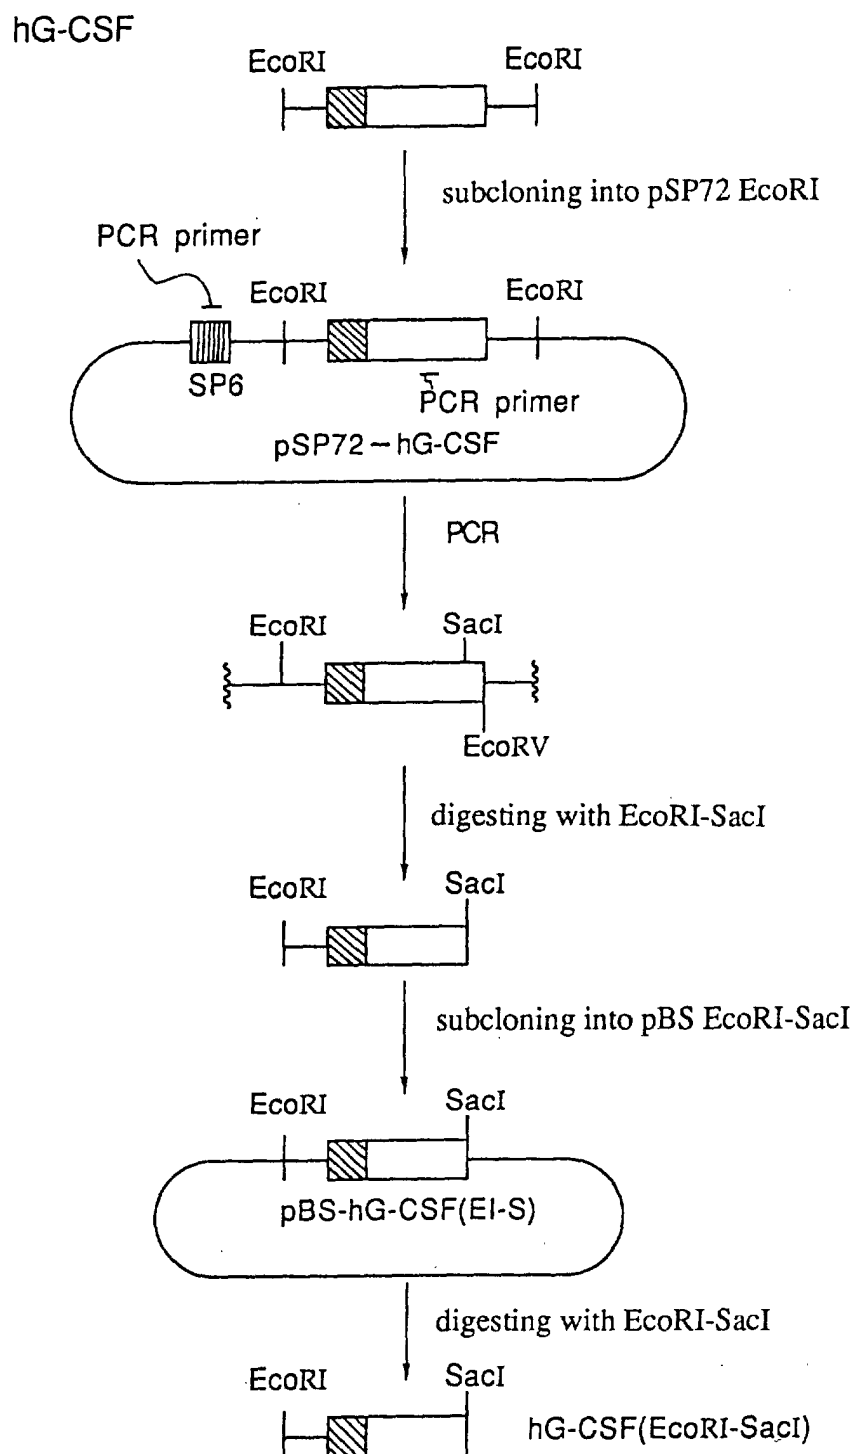 hG-CSF
EcoRI EcoRI
subcloning into pSP72 EcoRI
PCR primer
EcoRI EcoRI
SP6
PCR primer
pSP72-hG-CSF
PCR
EcoRI SacI
EcoRV
digesting with EcoRI-SacI
EcoRI SacI
subcloning into pBS EcoRI-SacI
EcoRI SacI
pBS-hG-CSF(EI-S)
digesting with EcoRI-SacI
EcoRI SacI
hG-CSF(EcoRI-SacI)